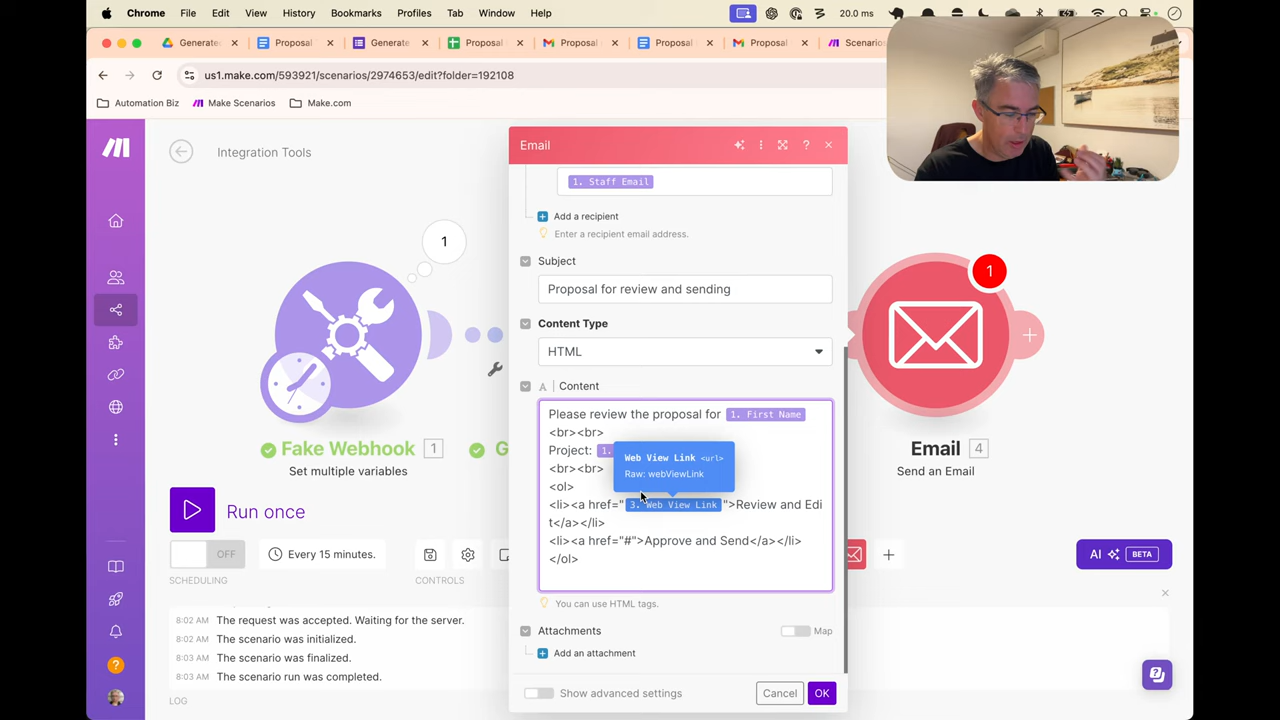 Chrome File Edit View History Bookmarks Profiles Tab Window Help 20.0 ms
Generate Proposal Generate Proposal Proposal Proposal Proposal Scenarios
us1.make.com/593921/scenarios/2974653/edit?folder=192108
Automation Biz Make Scenarios Make.com
Integration Tools
1
Fake Webhook 1
Set multiple variables
G
Email
1. Staff Email
Add a recipient
Enter a recipient email address.
Subject
Proposal for review and sending
Content Type
HTML
A Content
Please review the proposal for 1. First Name
<br><br>
Project: 1.
<br><br>
<ol>
<li><a href="3. Web View Link">Review and Edi
t</a></li>
<li><a href="#">Approve and Send</a></li>
</ol>
Web View Link <url>
Raw: webViewLink
You can use HTML tags.
Attachments Map
Add an attachment
Show advanced settings Cancel OK
1
Email 4
Send an Email
Run once
OFF Every 15 minutes.
SCHEDULING CONTROLS
AI BETA
8:02 AM The request was accepted. Waiting for the server.
8:02 AM The scenario was initialized.
8:03 AM The scenario was finalized.
8:03 AM The scenario run was completed.
LOG